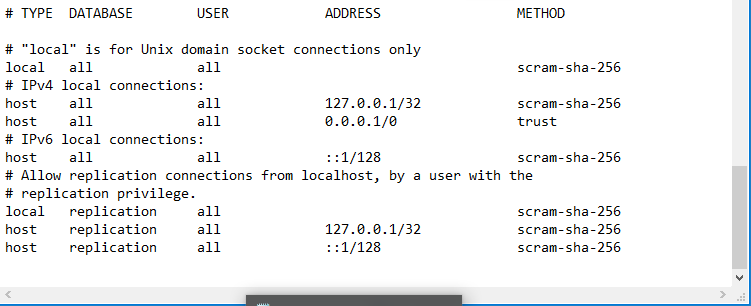 # TYPE  DATABASE        USER            ADDRESS                 METHOD

# "local" is for Unix domain socket connections only
local   all             all                                     scram-sha-256
# IPv4 local connections:
host    all             all             127.0.0.1/32            scram-sha-256
host    all             all             0.0.0.1/0               trust
# IPv6 local connections:
host    all             all             ::1/128                 scram-sha-256
# Allow replication connections from localhost, by a user with the
# replication privilege.
local   replication     all                                     scram-sha-256
host    replication     all             127.0.0.1/32            scram-sha-256
host    replication     all             ::1/128                 scram-sha-256